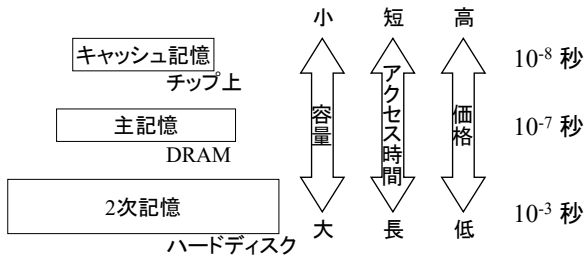 小 短 高
キャッシュ記憶
チップ上
10-8 秒
主記憶
DRAM
容量
アクセス時間
価格
10-7 秒
2次記憶
ハードディスク
10-3 秒
大 長 低